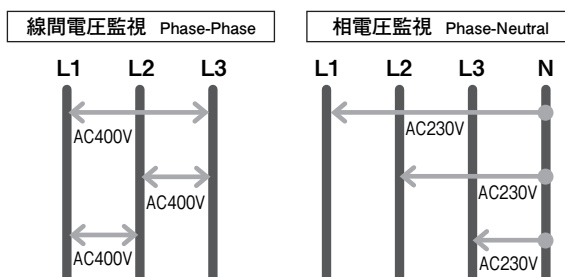 線間電圧監視 Phase-Phase
L1 L2 L3
AC400V
AC400V
AC400V
相電圧監視 Phase-Neutral
L1 L2 L3 N
AC230V
AC230V
AC230V